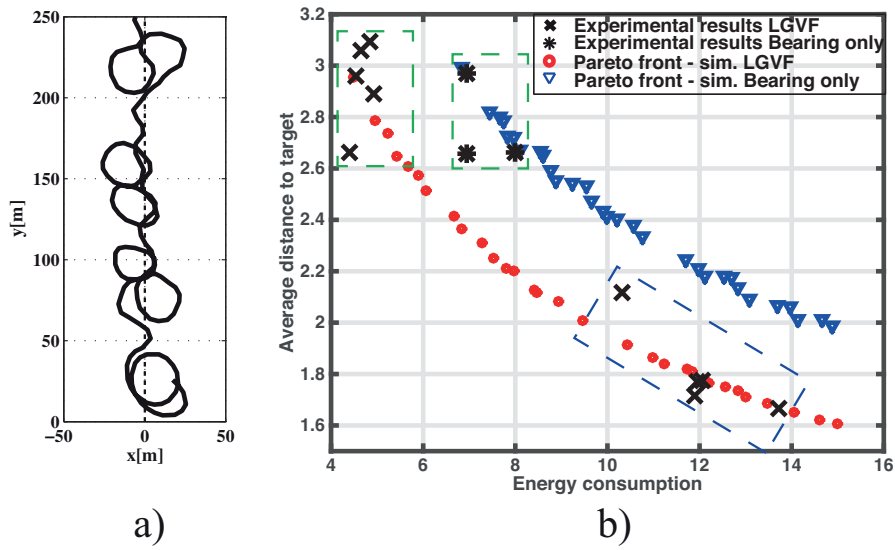 a)
250
200
150
100
50
0
y[m]
−50
0
50
x[m]
a)
b)
Experimental results LGVF
Experimental results Bearing only
Pareto front - sim. LGVF
Pareto front - sim. Bearing only
3.2
3
2.8
2.6
2.4
2.2
2
1.8
1.6
Average distance to target
4
6
8
10
12
14
16
Energy consumption
b)